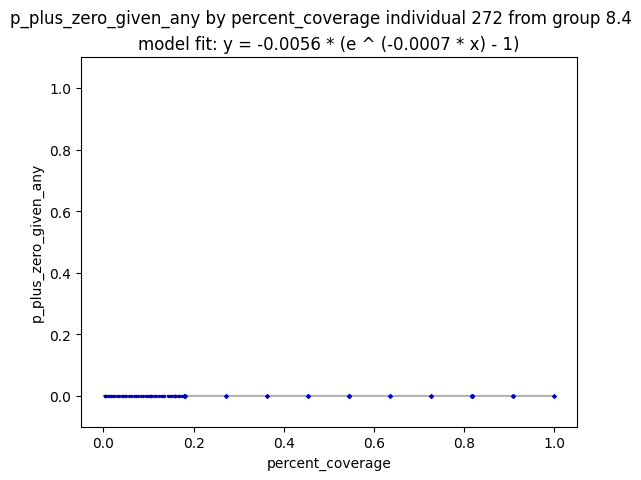 p_plus_zero_given_any by percent_coverage individual 272 from group 8.4
model fit: y = -0.0056 * (e ^ (-0.0007 * x) - 1)
1.0
0.8
0.6
0.4
0.2
0.0
p_plus_zero_given_any
0.0 0.2 0.4 0.6 0.8 1.0
percent_coverage